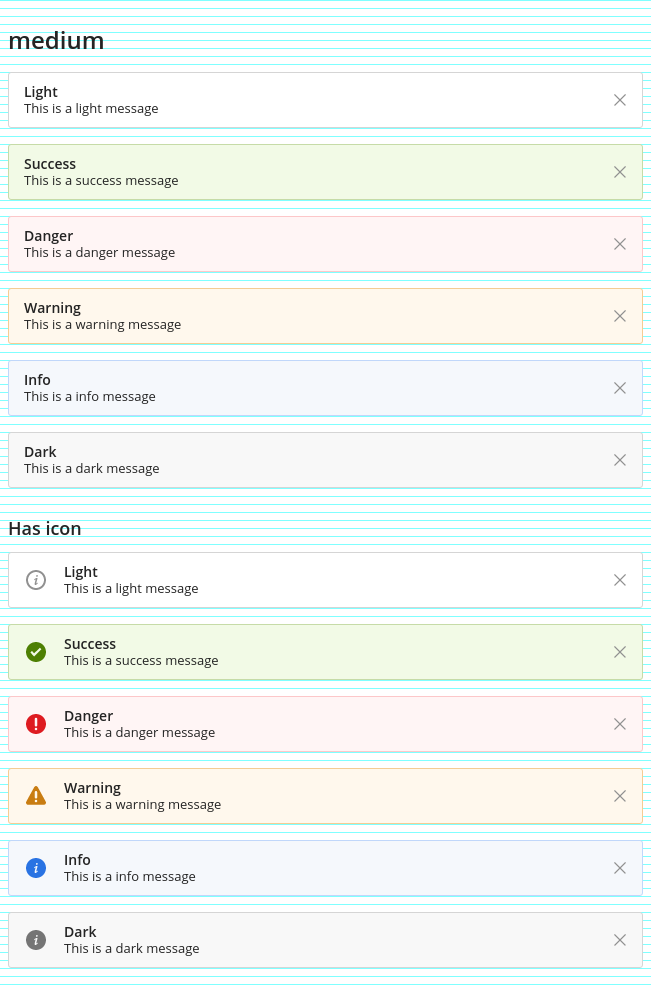 medium
Light
This is a light message
Success
This is a success message
Danger
This is a danger message
Warning
This is a warning message
Info
This is a info message
Dark
This is a dark message
Has icon
Light
This is a light message
Success
This is a success message
Danger
This is a danger message
Warning
This is a warning message
Info
This is a info message
Dark
This is a dark message